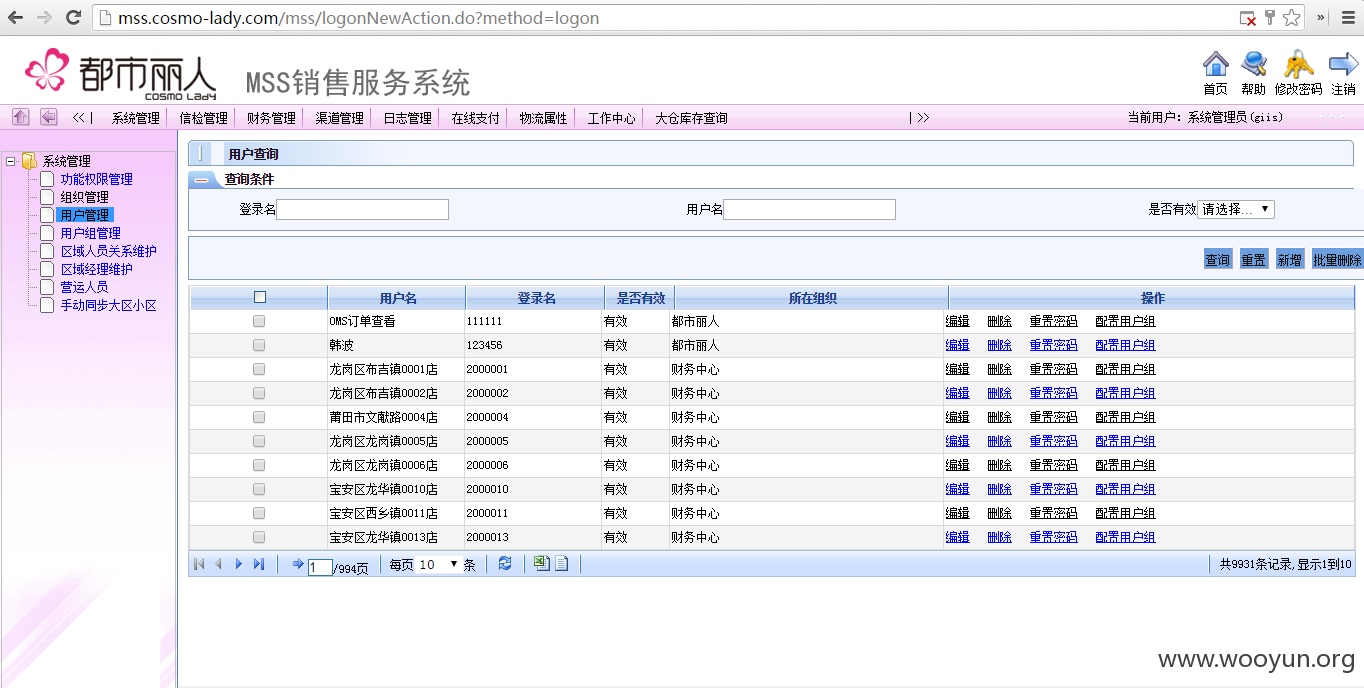 mss.cosmo-lady.com/mss/logonNewAction.do?method=logon
都市丽人
COSMO LADY
MSS销售服务系统
首页 帮助 修改密码 注销
系统管理 信检管理 财务管理 渠道管理 日志管理 在线支付 物流属性 工作中心 大仓库存查询
当前用户：系统管理员(giis)
系统管理
功能权限管理
组织管理
用户管理
用户组管理
区域人员关系维护
区域经理维护
营运人员
手动同步大区小区
用户查询
查询条件
登录名 用户名 是否有效 请选择...
查询 重置 新增 批量删除
用户名 登录名 是否有效 所在组织 操作
OMS订单查看 111111 有效 都市丽人 编辑 删除 重置密码 配置用户组
韩波 123456 有效 都市丽人 编辑 删除 重置密码 配置用户组
龙岗区布吉镇0001店 2000001 有效 财务中心 编辑 删除 重置密码 配置用户组
龙岗区布吉镇0002店 2000002 有效 财务中心 编辑 删除 重置密码 配置用户组
莆田市文献路0004店 2000004 有效 财务中心 编辑 删除 重置密码 配置用户组
龙岗区龙岗镇0005店 2000005 有效 财务中心 编辑 删除 重置密码 配置用户组
龙岗区龙岗镇0006店 2000006 有效 财务中心 编辑 删除 重置密码 配置用户组
宝安区龙华镇0010店 2000010 有效 财务中心 编辑 删除 重置密码 配置用户组
宝安区西乡镇0011店 2000011 有效 财务中心 编辑 删除 重置密码 配置用户组
宝安区龙华镇0013店 2000013 有效 财务中心 编辑 删除 重置密码 配置用户组
1 /994页 每页 10 条 共9931条记录,显示1到10
www.wooyun.org